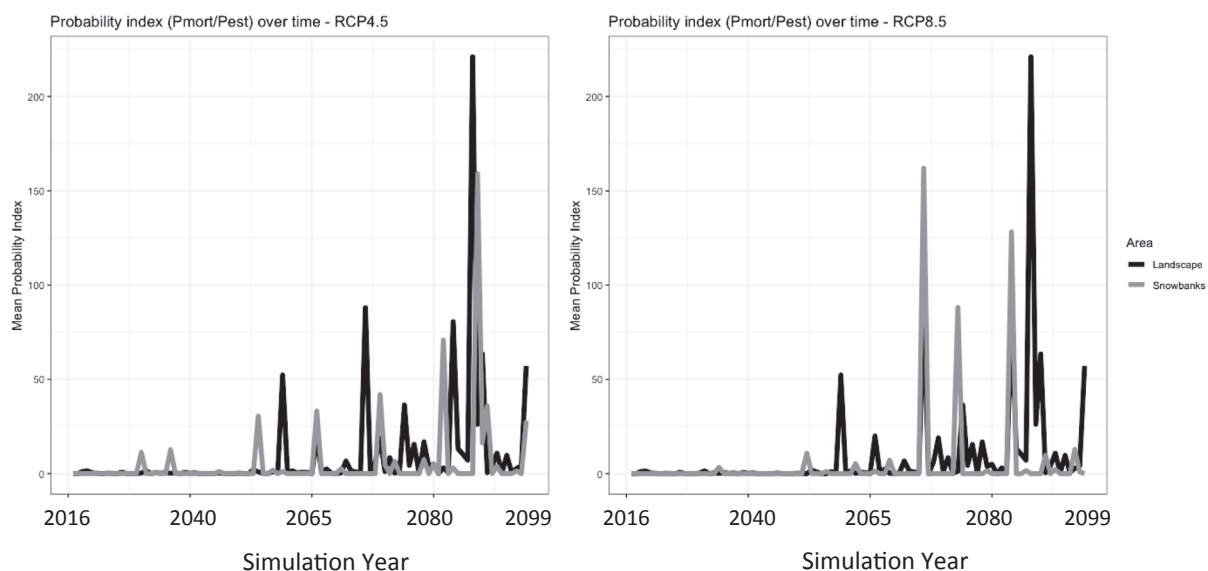 Probability index (Pmort/Pest) over time - RCP4.5
Mean Probability Index
200
150
100
50
0
2016 2040 2065 2080 2099
Simulation Year
Probability index (Pmort/Pest) over time - RCP8.5
Mean Probability Index
200
150
100
50
0
2016 2040 2065 2080 2099
Simulation Year
Area
Landscape
Snowbanks